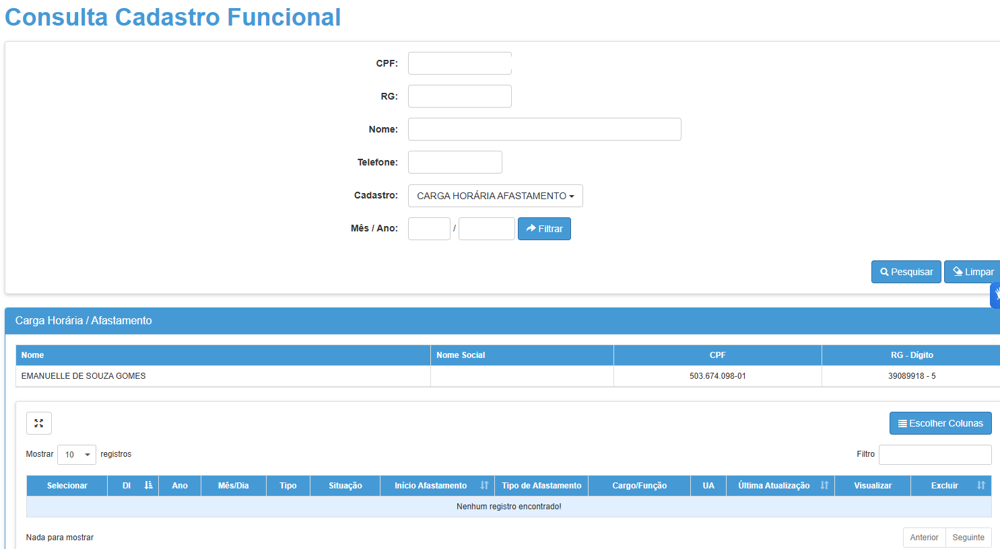 Consulta Cadastro Funcional
CPF:
RG:
Nome:
Telefone:
Cadastro: CARGA HORÁRIA AFASTAMENTO
Mês / Ano: / Filtrar
Pesquisar Limpar
Carga Horária / Afastamento
Nome Nome Social CPF RG - Dígito
EMANUELLE DE SOUZA GOMES 503.674.098-01 39089918 - 5
Escolher Colunas
Mostrar 10 registros Filtro
Selecionar DI Ano Mês/Dia Tipo Situação Início Afastamento Tipo de Afastamento Cargo/Função UA Última Atualização Visualizar Excluir
Nenhum registro encontrado!
Nada para mostrar Anterior Seguinte